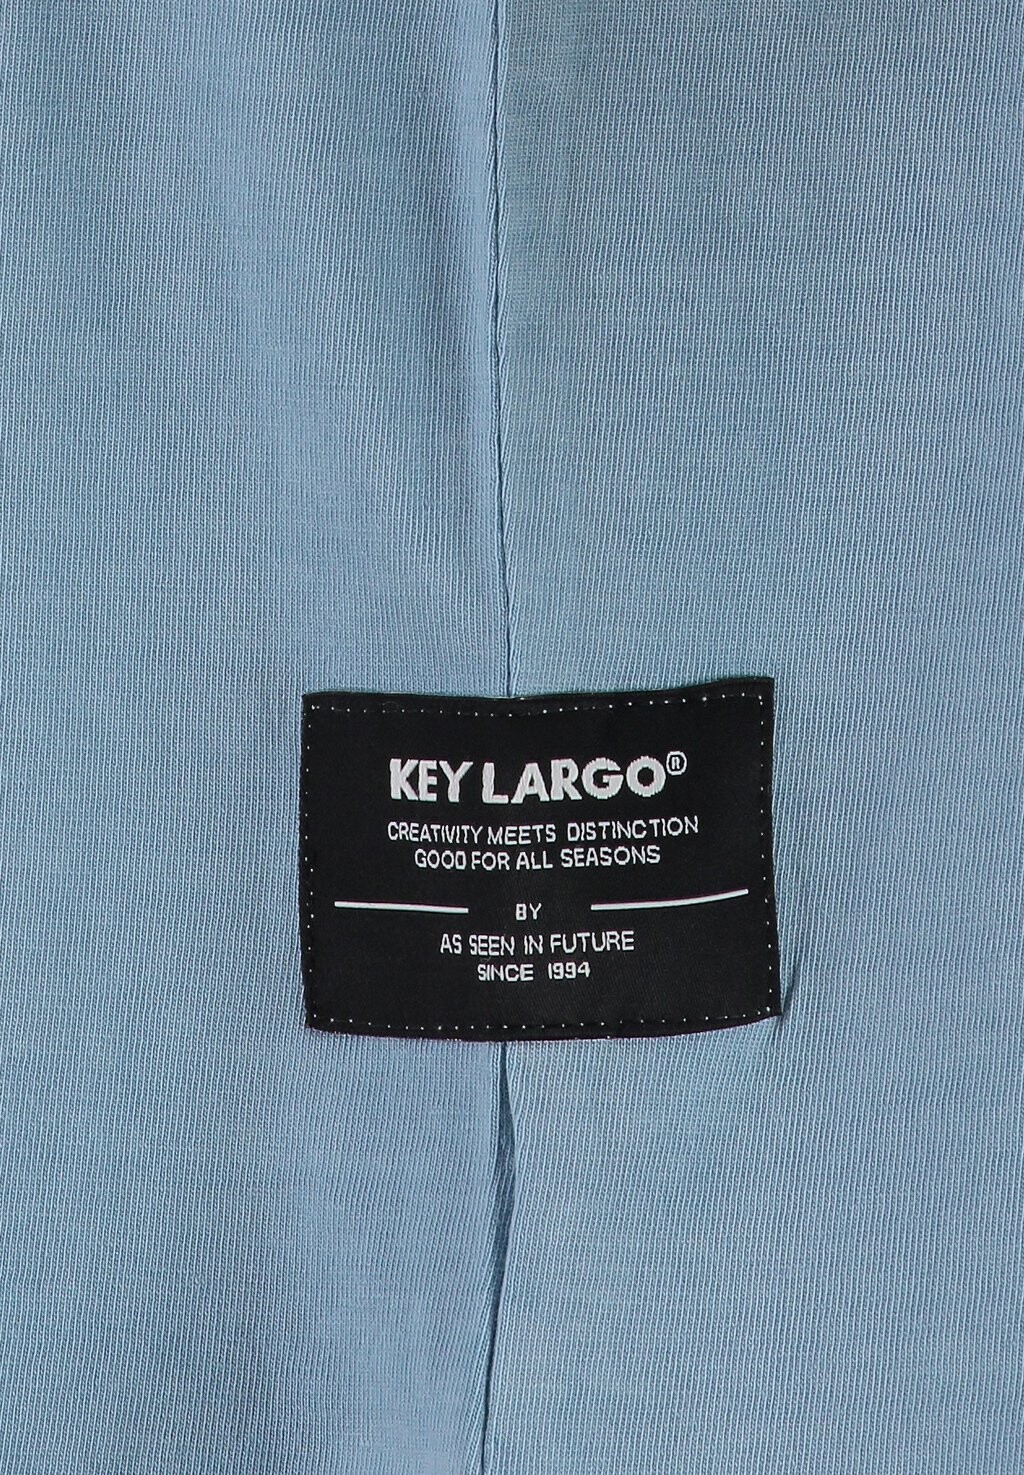 KEY LARGO®
CREATIVITY MEETS DISTINCTION
GOOD FOR ALL SEASONS
BY
AS SEEN IN FUTURE
SINCE 1994